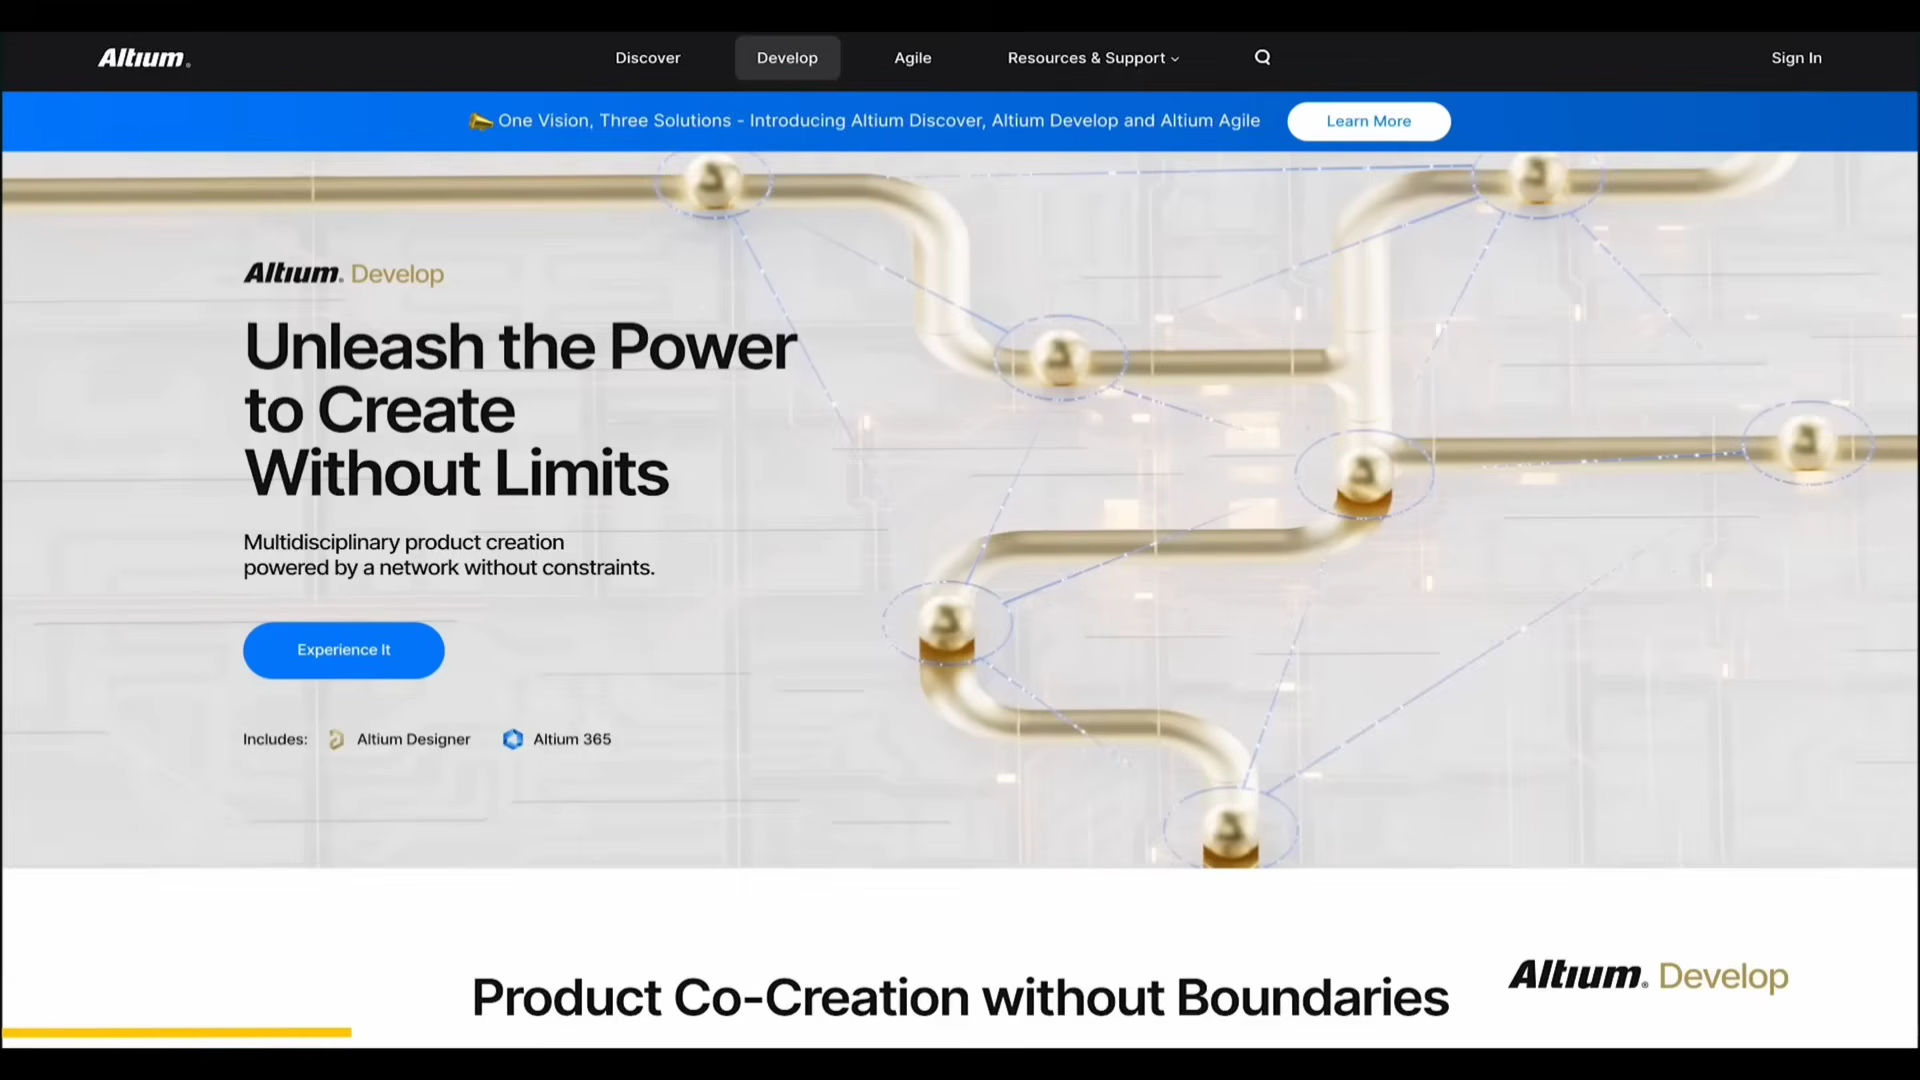 Altium.
Discover
Develop
Agile
Resources & Support
Sign In
One Vision, Three Solutions - Introducing Altium Discover, Altium Develop and Altium Agile
Learn More
Altium. Develop
Unleash the Power
to Create
Without Limits
Multidisciplinary product creation
powered by a network without constraints.
Experience It
Includes:
Altium Designer
Altium 365
Product Co-Creation without Boundaries
Altium. Develop